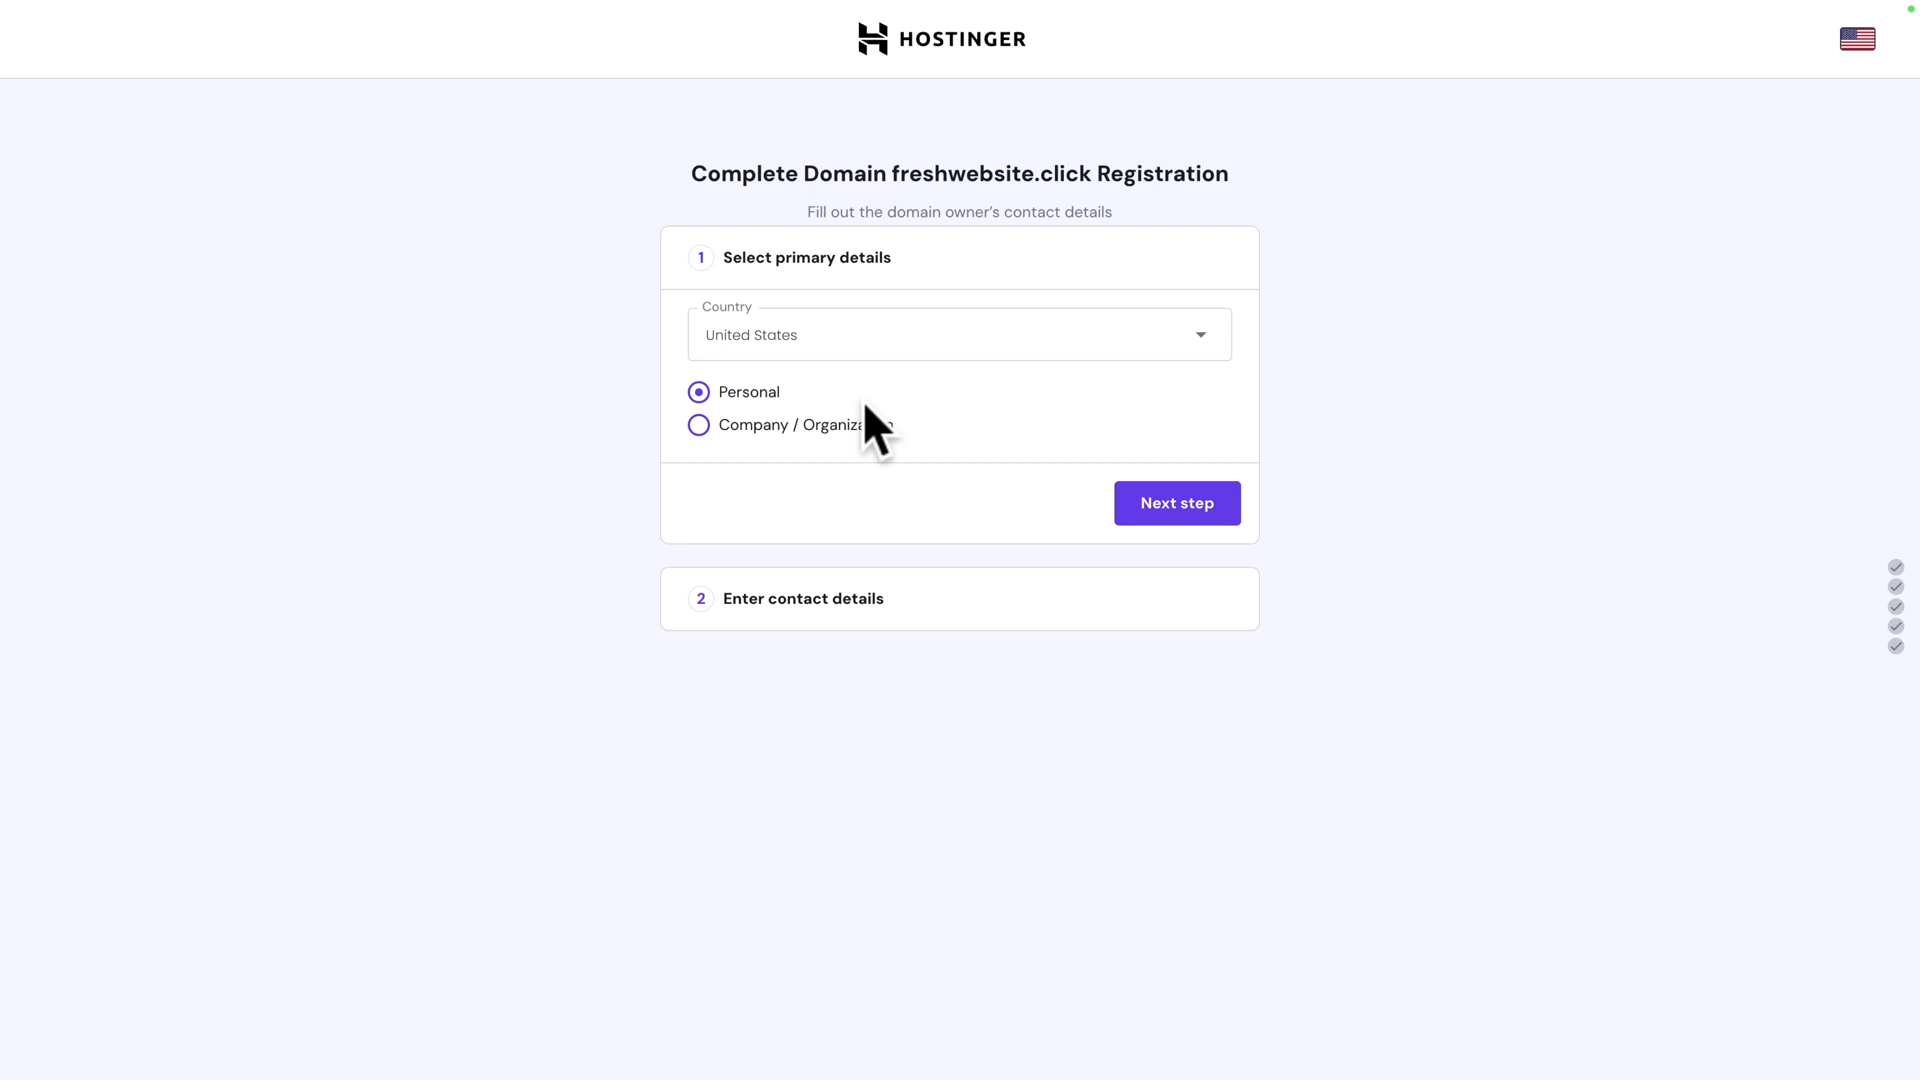 HOSTINGER
Complete Domain freshwebsite.click Registration
Fill out the domain owner’s contact details
1 Select primary details
Country
United States
Personal
Company /
Next step
2 Enter contact details